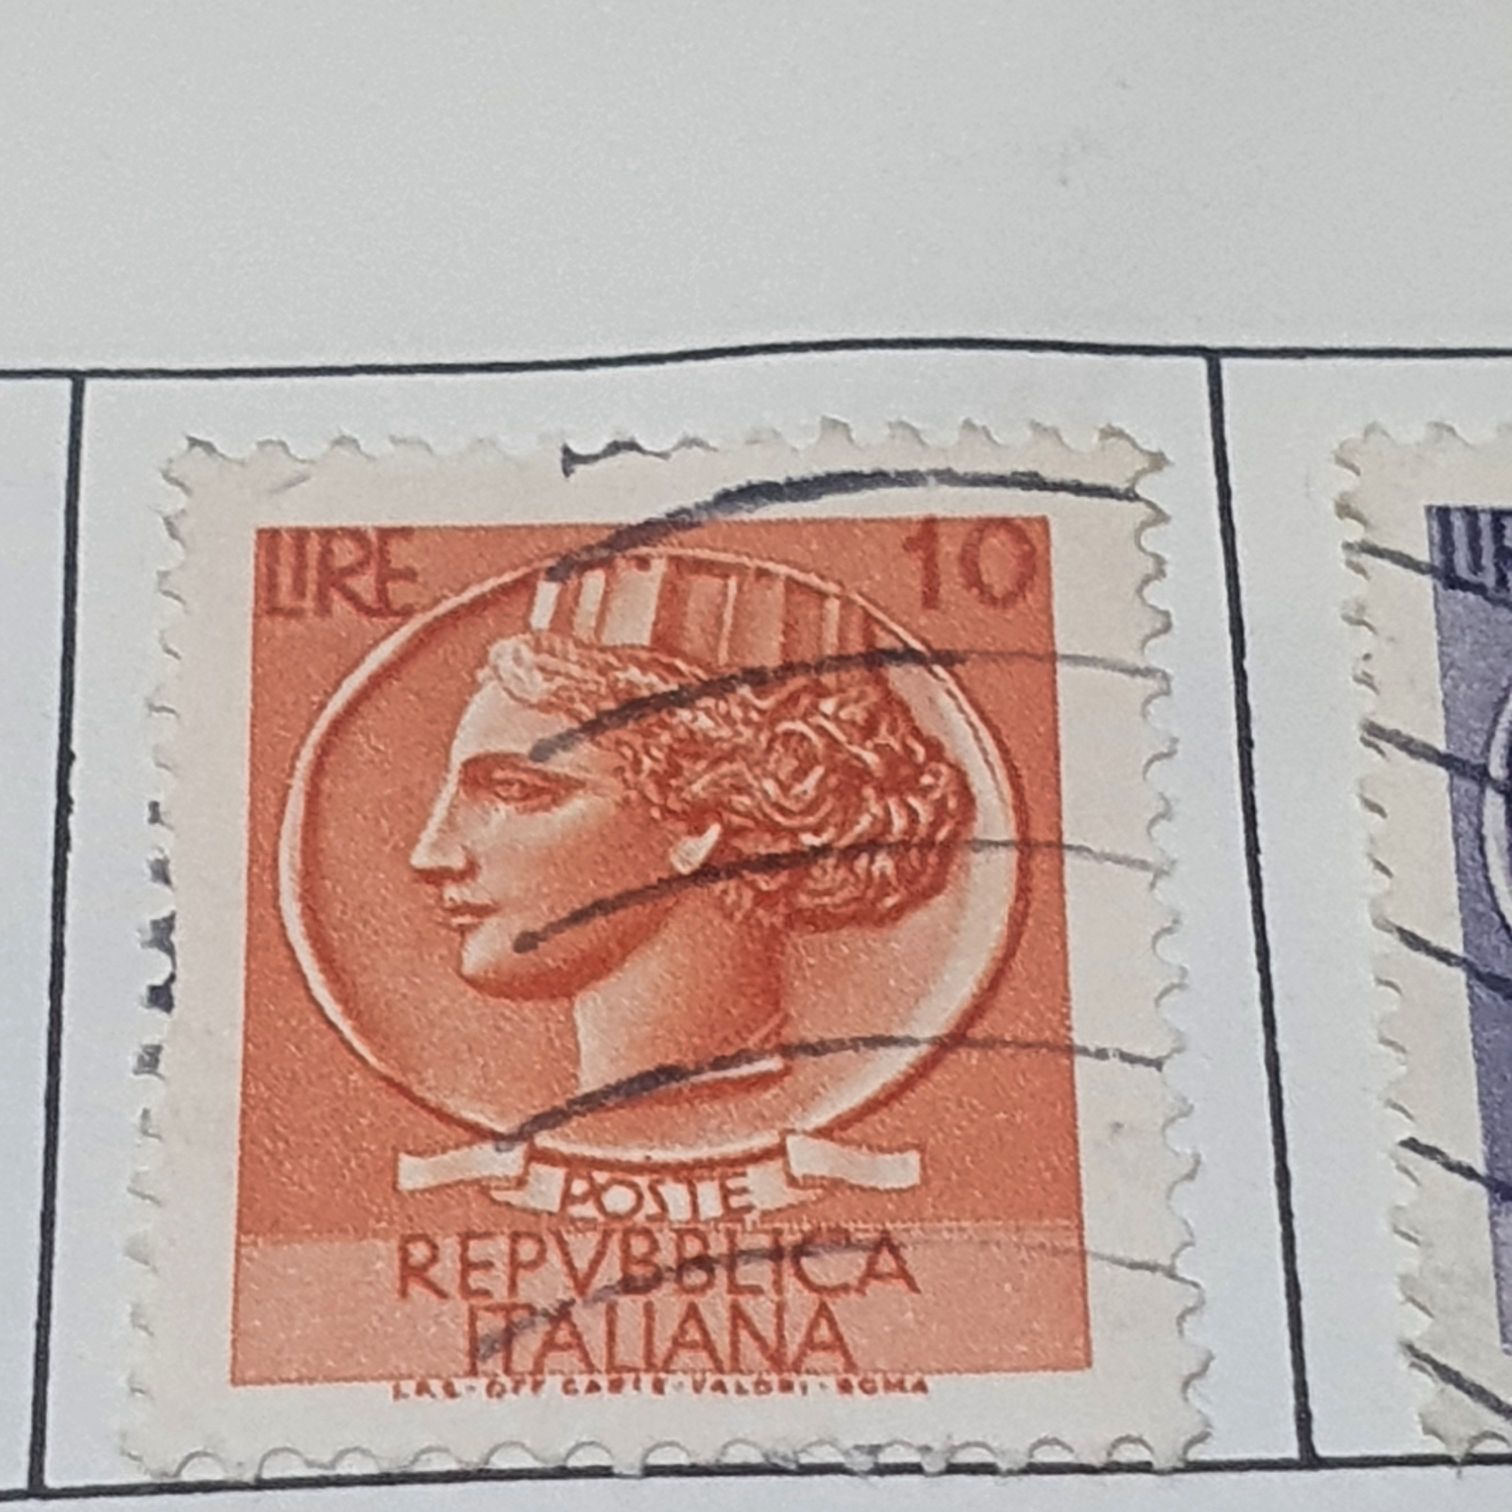 LIRE 10
POSTE
REPVBBLICA
ITALIANA
I.P.S.-OFF. CARTE-VALORI-ROMA